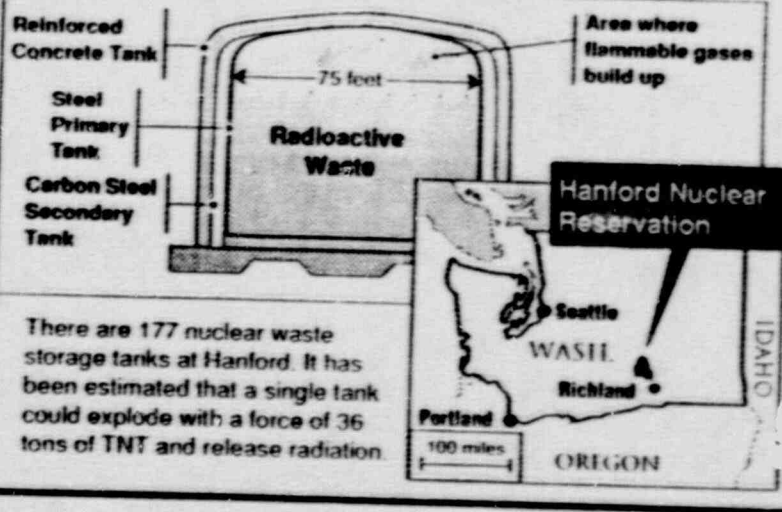 Reinforced
Concrete Tank
Area where
flammable gases
build up
75 feet
Steel
Primary
Tank
Radioactive
Waste
Carbon Steel
Secondary
Tank
Hanford Nuclear
Reservation
There are 177 nuclear waste
storage tanks at Hanford. It has
been estimated that a single tank
could explode with a force of 36
tons of TNT and release radiation.
Seattle
WASH.
Richland
IDAHO
Portland
100 miles
OREGON